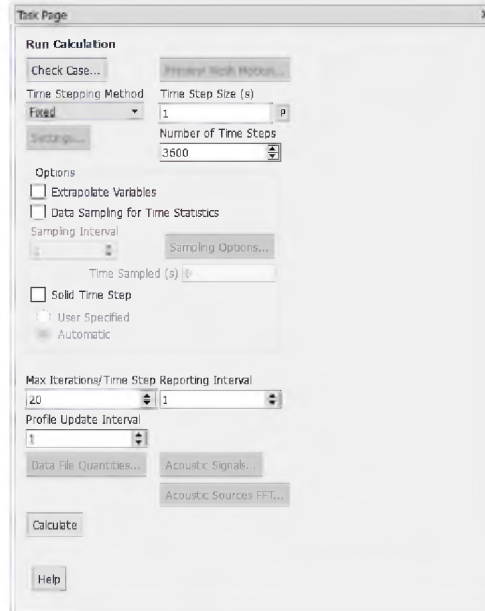 Task Page
Run Calculation
Check Case...
Preview Mesh Motion...
Time Stepping Method
Time Step Size (s)
Fixed
1
P
Settings...
Number of Time Steps
3600
Options
Extrapolate Variables
Data Sampling for Time Statistics
Sampling Interval
Sampling Options...
Time Sampled (s)
Solid Time Step
User Specified
Automatic
Max Iterations/Time Step
Reporting Interval
20
1
Profile Update Interval
1
Data File Quantities...
Acoustic Signals...
Acoustic Sources FFT...
Calculate
Help